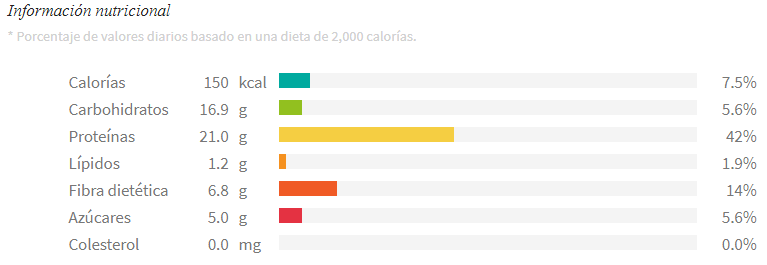 Información nutricional
* Porcentaje de valores diarios basado en una dieta de 2,000 calorías.
Calorías 150 kcal 7.5%
Carbohidratos 16.9 g 5.6%
Proteínas 21.0 g 42%
Lípidos 1.2 g 1.9%
Fibra dietética 6.8 g 14%
Azúcares 5.0 g 5.6%
Colesterol 0.0 mg 0.0%